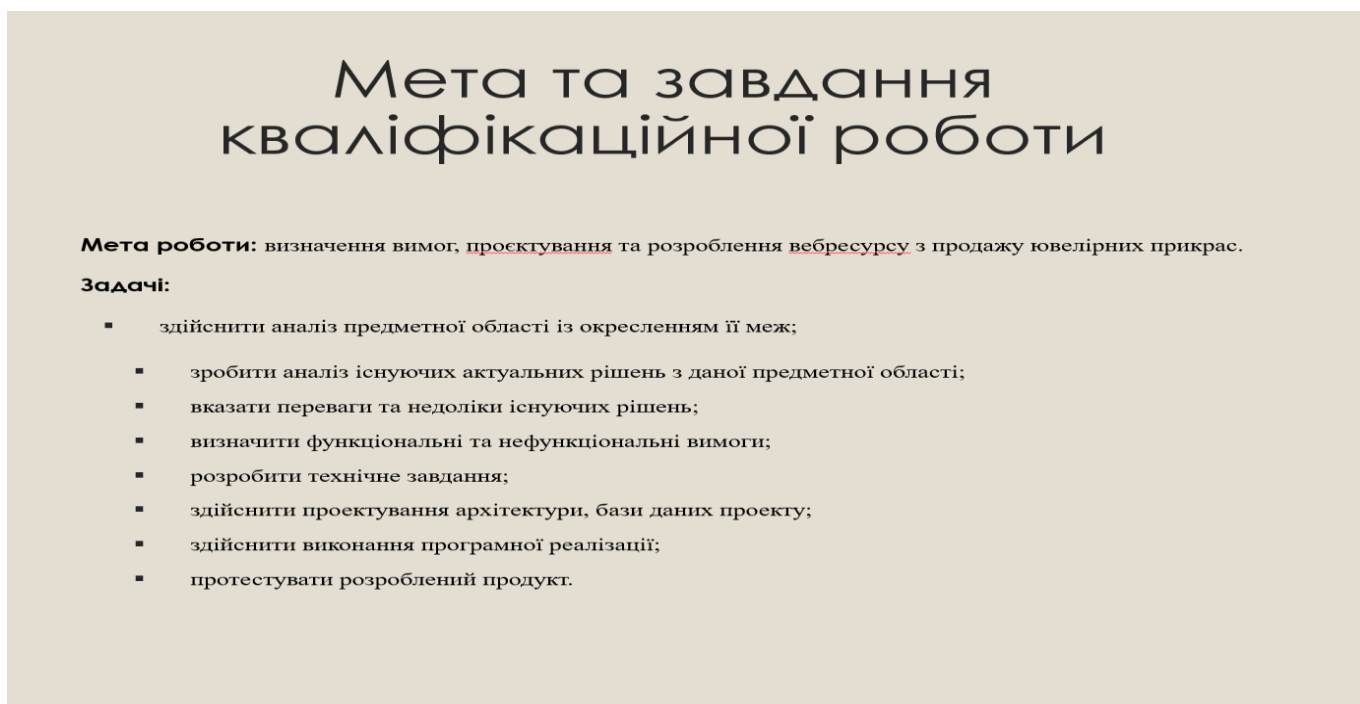 Мета та завдання
кваліфікаційної роботи
Мета роботи: визначення вимог, проєктування та розроблення вебресурсу з продажу ювелірних прикрас.
Задачі:
▪ здійснити аналіз предметної області із окресленням її меж;
▪ зробити аналіз існуючих актуальних рішень з даної предметної області;
▪ вказати переваги та недоліки існуючих рішень;
▪ визначити функціональні та нефункціональні вимоги;
▪ розробити технічне завдання;
▪ здійснити проектування архітектури, бази даних проекту;
▪ здійснити виконання програмної реалізації;
▪ протестувати розроблений продукт.